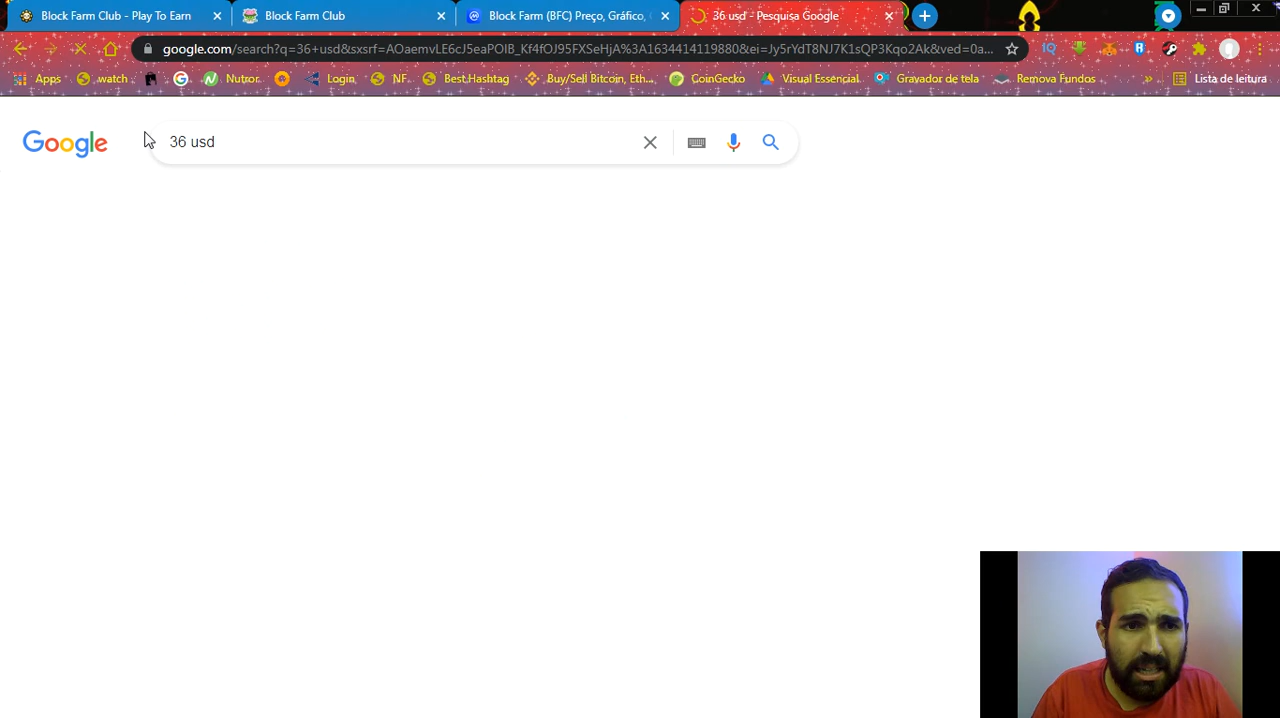 Block Farm Club - Play To Earn
Block Farm Club
Block Farm (BFC) Preço, Gráfico,
36 usd - Pesquisa Google
google.com/search?q=36+usd&sxsrf=AOaemvLE6cJ5eaPOIB_Kf4fOJ95FXSeHjA%3A1634414119880&ei=Jy5rYdT8NJ7K1sQP3Kqo2Ak&ved=0a...
IQ
Apps
watch
Nutror
Login
NF
Best.Hashtag
Buy/Sell Bitcoin, Eth...
CoinGecko
Visual Essencial
Gravador de tela
Remova Fundos
»
Lista de leitura
Google
36 usd